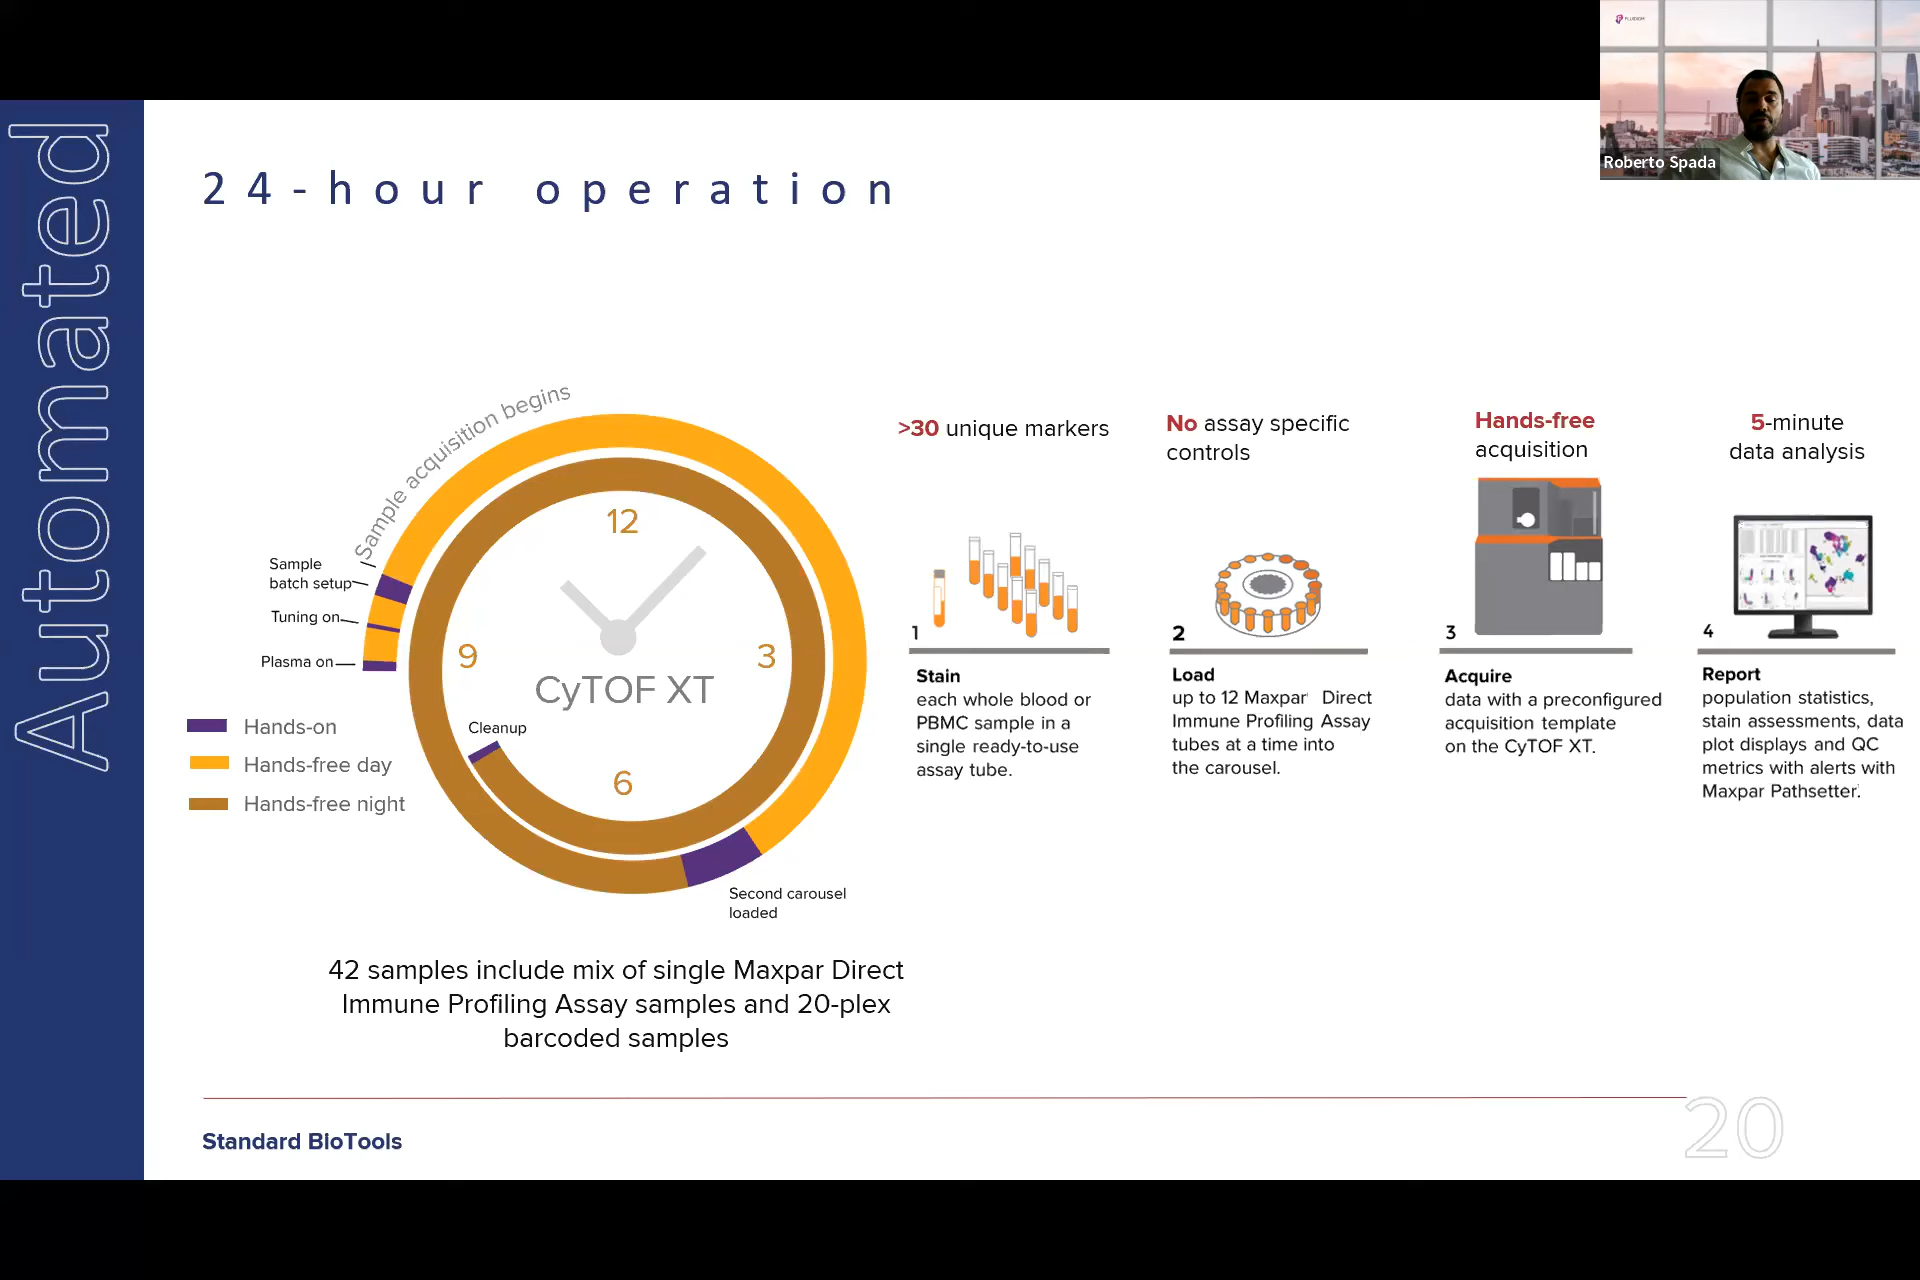 FLUIDIGM
Roberto Spada
Automated
24-hour operation
Sample acquisition begins
Sample
batch setup
Tuning on
Plasma on
12
3
6
9
CyTOF XT
Cleanup
Hands-on
Hands-free day
Hands-free night
Second carousel
loaded
42 samples include mix of single Maxpar Direct
Immune Profiling Assay samples and 20-plex
barcoded samples
>30 unique markers
1
Stain
each whole blood or
PBMC sample in a
single ready-to-use
assay tube.
No assay specific
controls
2
Load
up to 12 Maxpar Direct
Immune Profiling Assay
tubes at a time into
the carousel.
Hands-free
acquisition
3
Acquire
data with a preconfigured
acquisition template
on the CyTOF XT.
5-minute
data analysis
4
Report
population statistics,
stain assessments, data
plot displays and QC
metrics with alerts with
Maxpar Pathsetter.
Standard BioTools
20